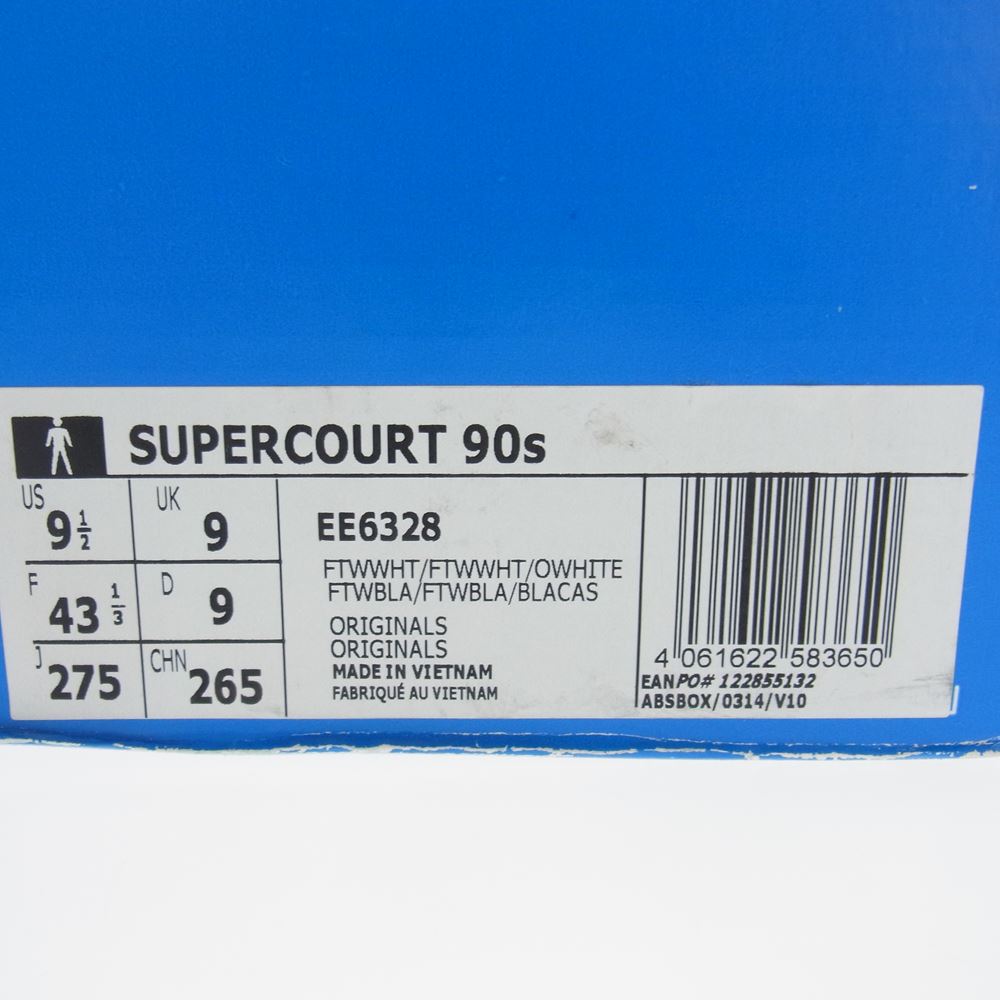 SUPERCOURT 90s
US 9 1/2 UK 9
F 43 1/3 D 9
J 275 CHN 265
EE6328
FTWWHT/FTWWHT/OWHITE
FTWBLA/FTWBLA/BLACAS
ORIGINALS
ORIGINALS
MADE IN VIETNAM
FABRIQUÉ AU VIETNAM
4 061622 583650
EAN PO# 122855132
ABSBOX/0314/V10